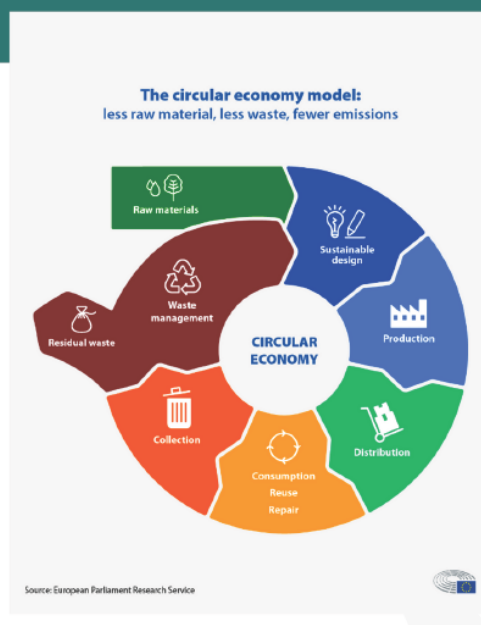 The circular economy model:
less raw material, less waste, fewer emissions
Raw materials
Sustainable
design
Production
Distribution
Consumption
Reuse
Repair
Collection
Waste
management
Residual waste
CIRCULAR
ECONOMY
Source: European Parliament Research Service